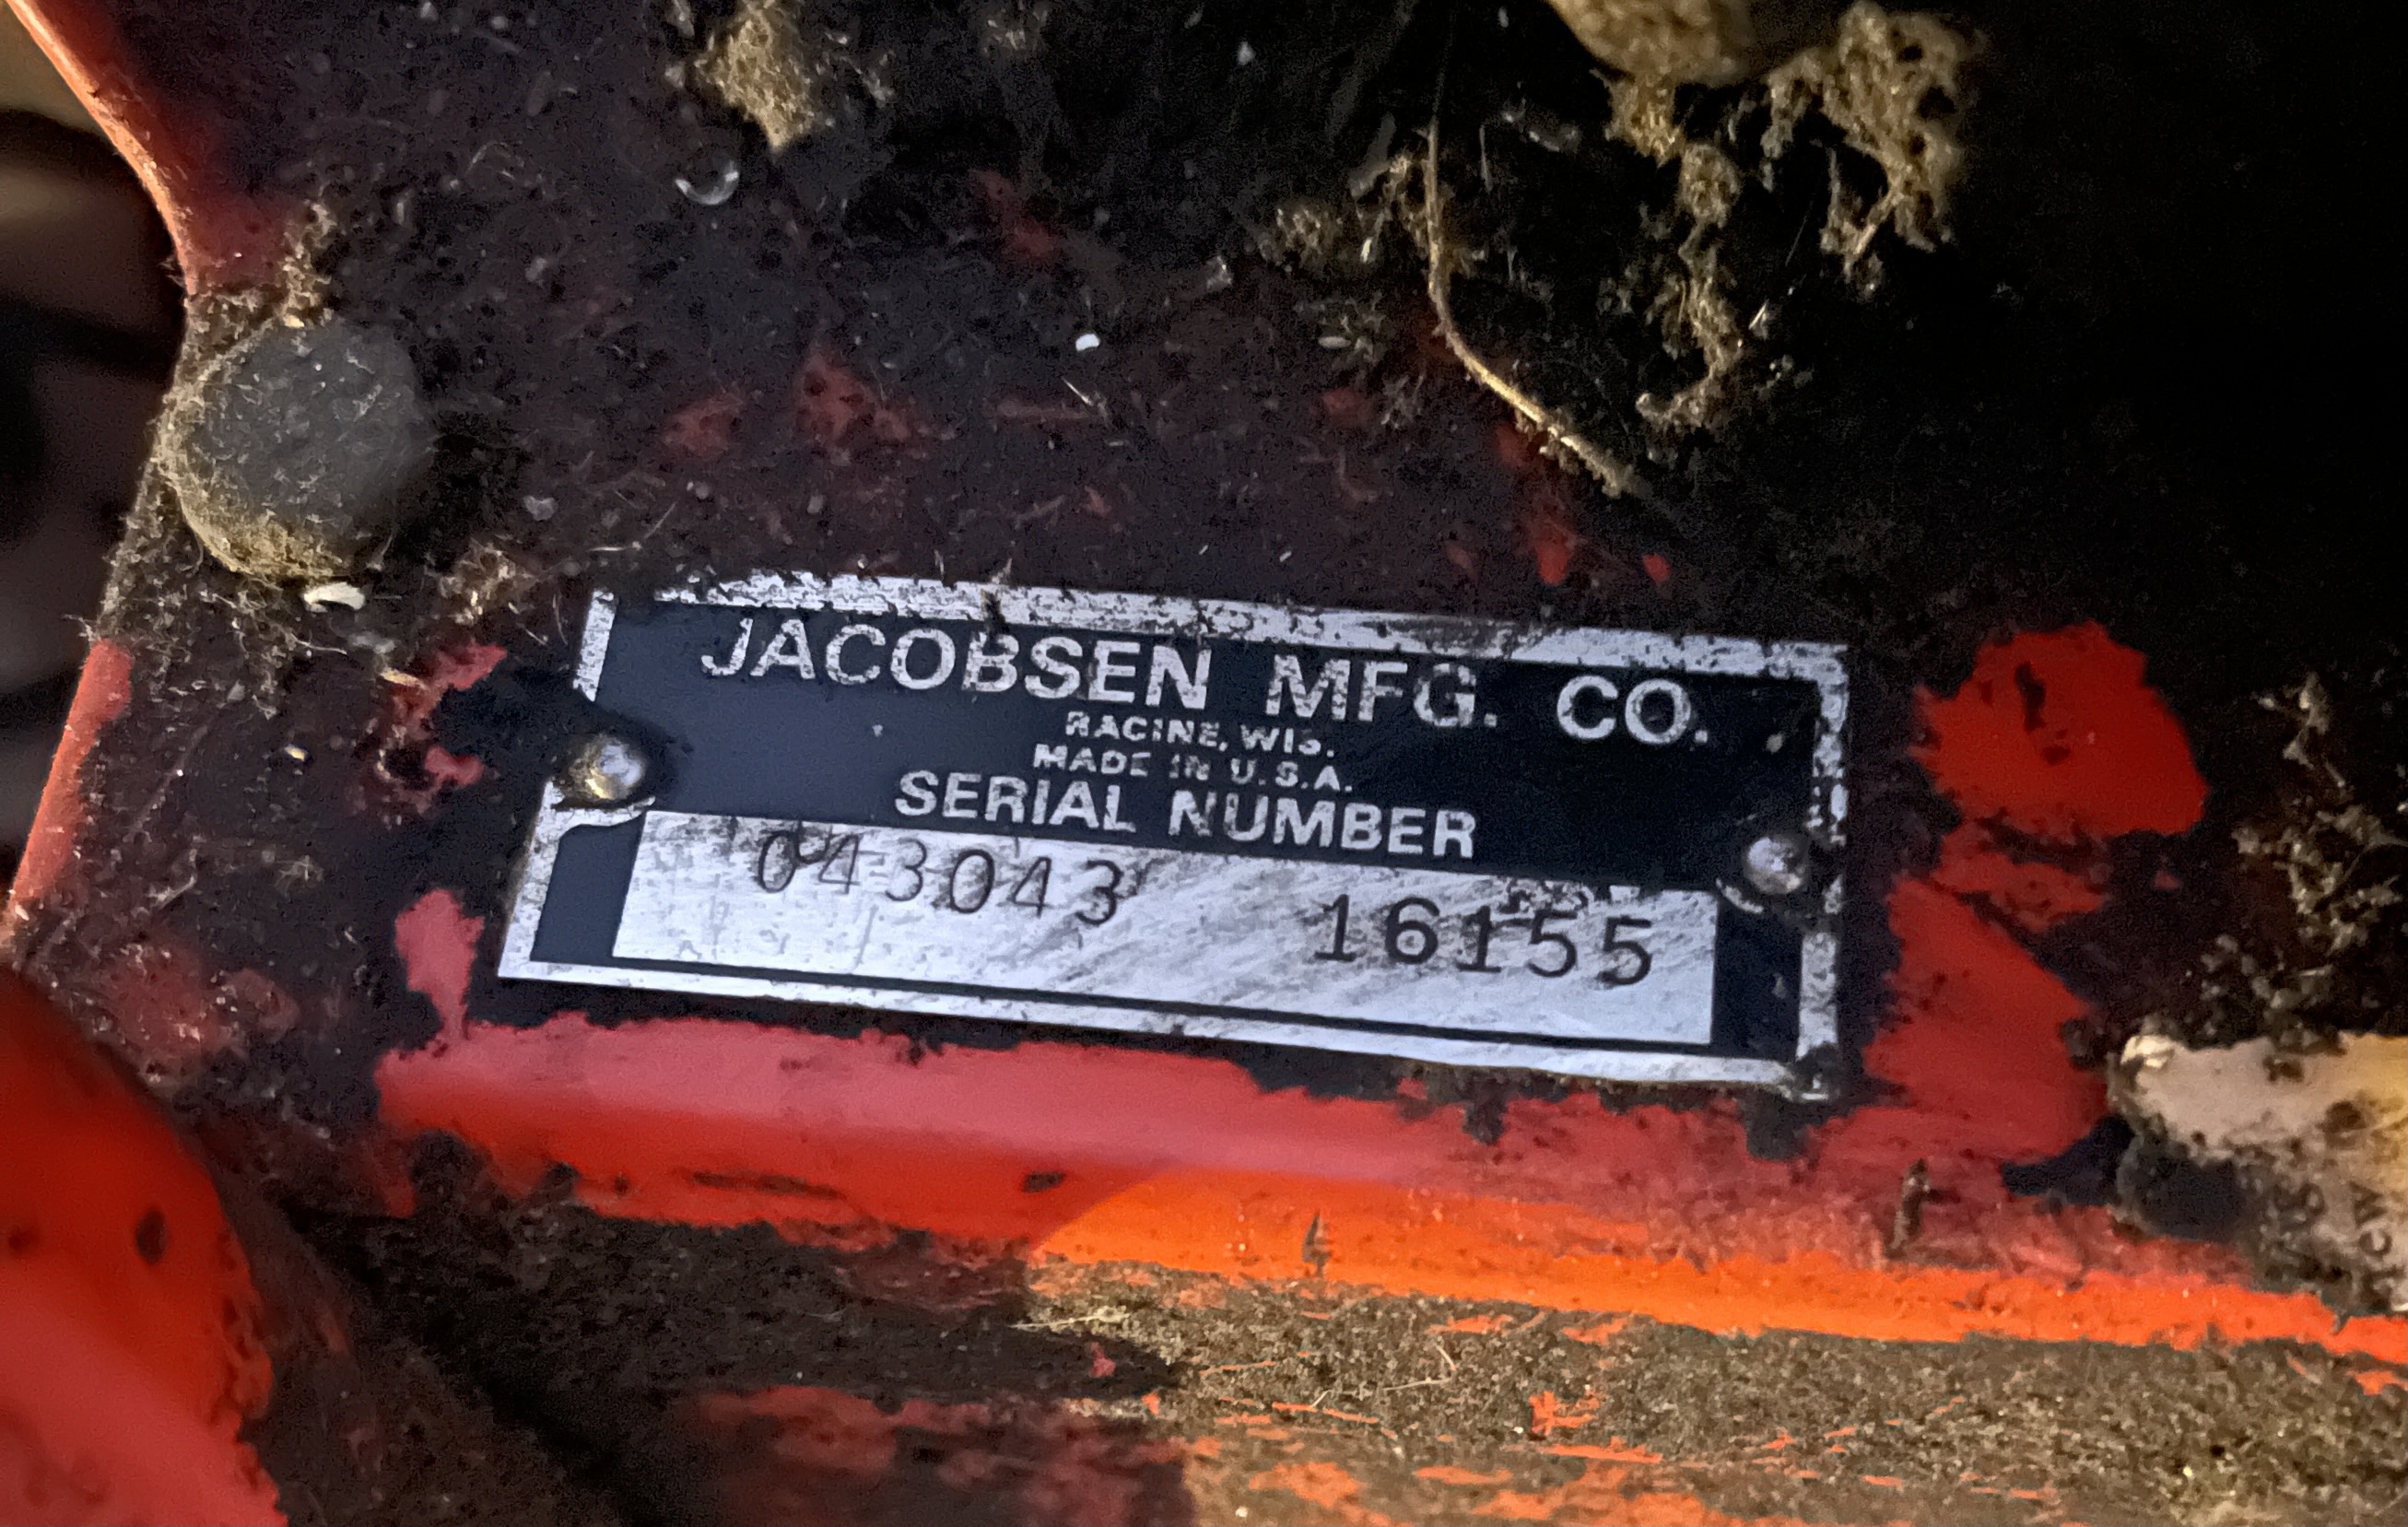 JACOBSEN MFG. CO.
RACINE, WIS.
MADE IN U.S.A.
SERIAL NUMBER
043043 16155